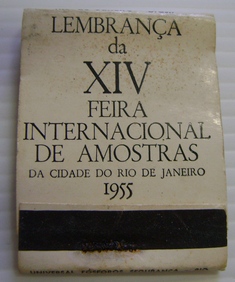 LEMBRANÇA
da
XIV
FEIRA
INTERNACIONAL
DE AMOSTRAS
DA CIDADE DO RIO DE JANEIRO
1955